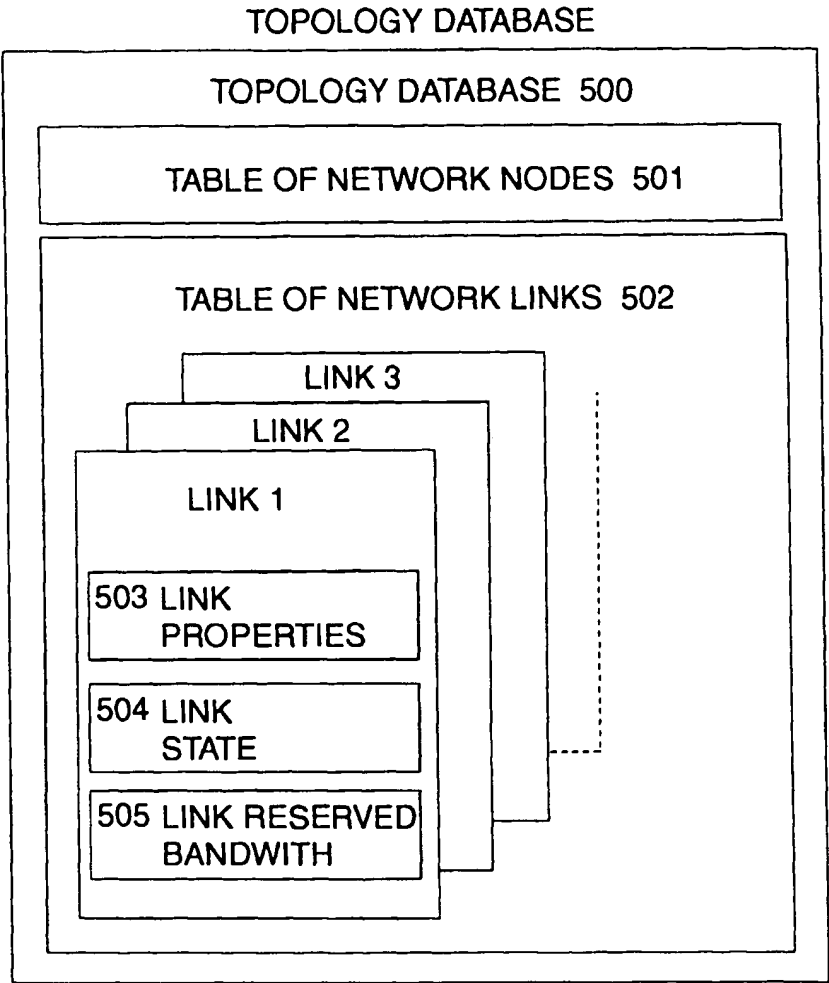 TOPOLOGY DATABASE
TOPOLOGY DATABASE 500
TABLE OF NETWORK NODES 501
TABLE OF NETWORK LINKS 502
LINK 3
LINK 2
LINK 1
503 LINK
PROPERTIES
504 LINK
STATE
505 LINK RESERVED
BANDWITH